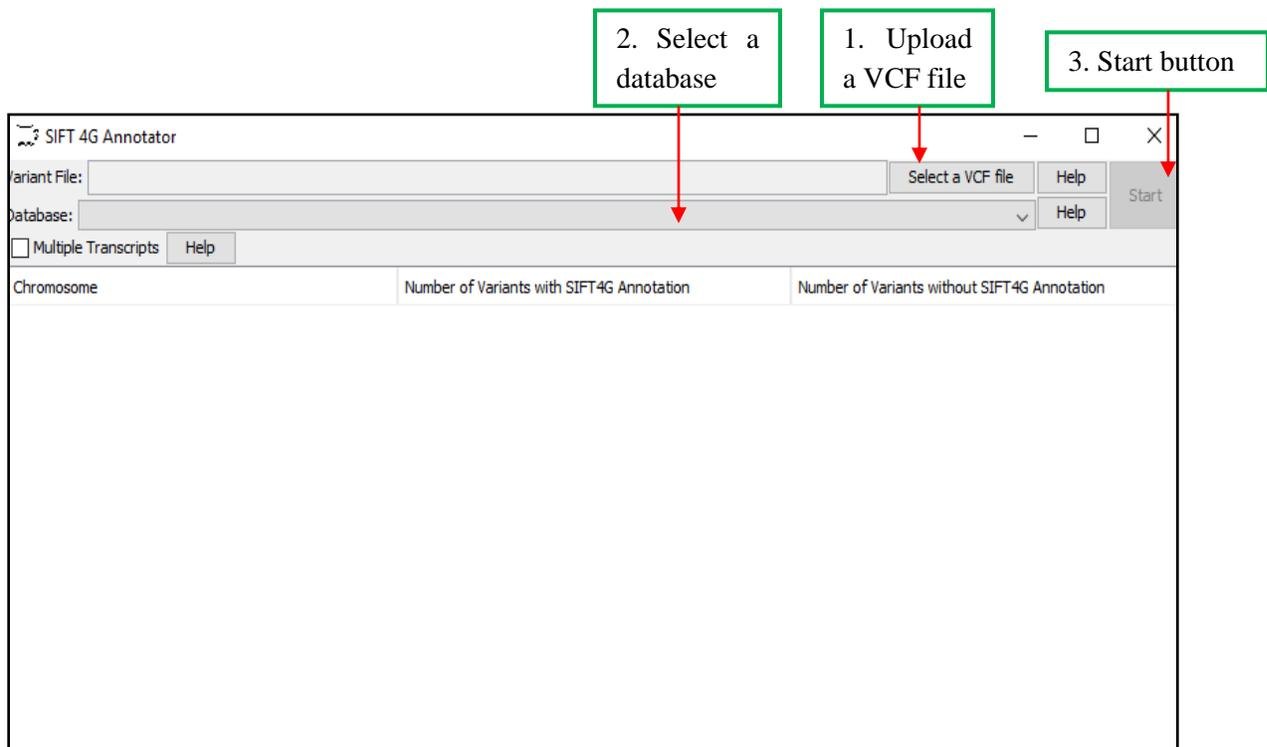 2. Select a
database
1. Upload
a VCF file
3. Start button
SIFT 4G Annotator
ariant File:
Select a VCF file
Help
Start
atabase:
Help
Multiple Transcripts
Help
Chromosome
Number of Variants with SIFT4G Annotation
Number of Variants without SIFT4G Annotation